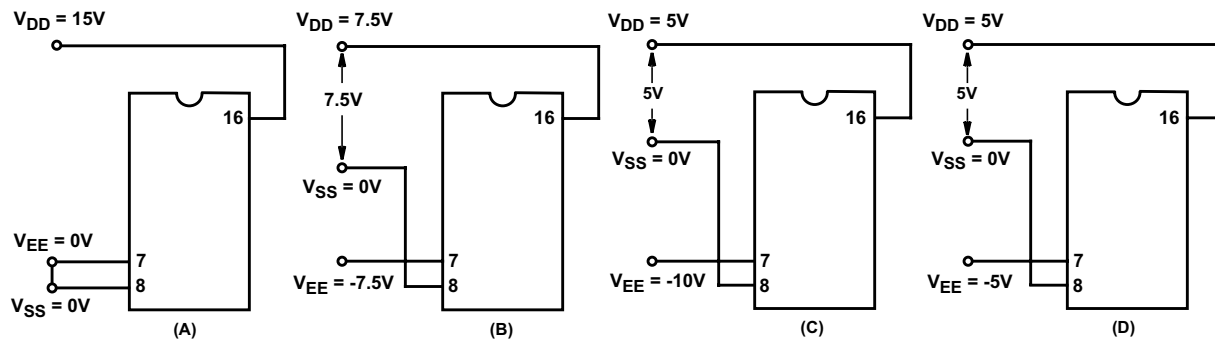 VDD = 15V
16
VEE = 0V
7
8
VSS = 0V
(A)
VDD = 7.5V
7.5V
16
VSS = 0V
7
VEE = -7.5V
8
(B)
VDD = 5V
5V
16
VSS = 0V
7
VEE = -10V
8
(C)
VDD = 5V
5V
16
VSS = 0V
7
VEE = -5V
8
(D)